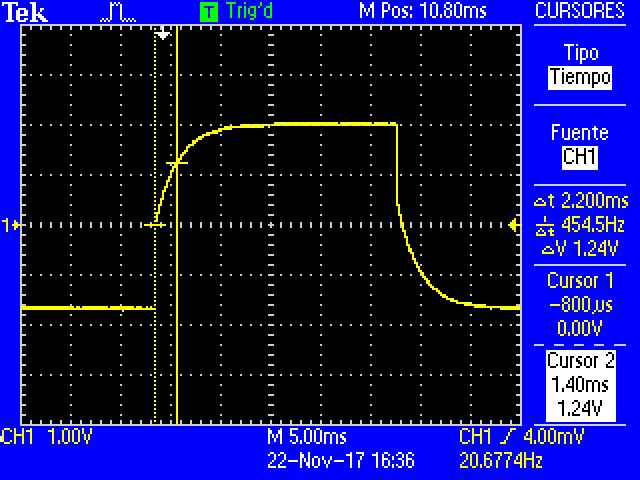 Tek T Trig'd M Pos: 10.80ms CURSORES
Tipo
Tiempo
Fuente
CH1
1
Δt 2.200ms
1/Δt 454.5Hz
ΔV 1.24V
Cursor 1
-800µs
0.00V
Cursor 2
1.40ms
1.24V
CH1 1.00V M 5.00ms CH1 4.00mV
22-Nov-17 16:36 20.6774Hz